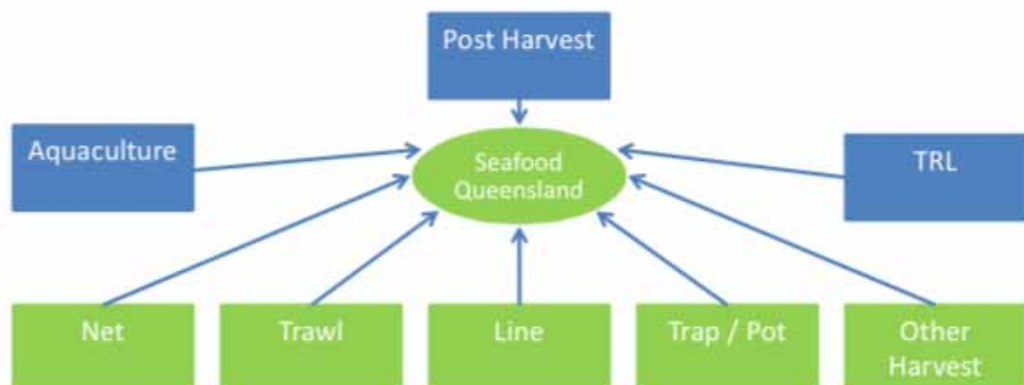 Post Harvest
Aquaculture
Seafood
Queensland
TRL
Net
Trawl
Line
Trap / Pot
Other
Harvest